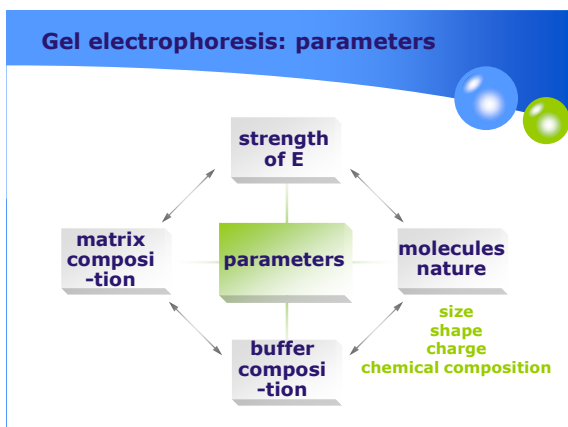 Gel electrophoresis: parameters
strength
of E
matrix
composi
-tion
parameters
molecules
nature
size
shape
charge
chemical composition
buffer
composi
-tion